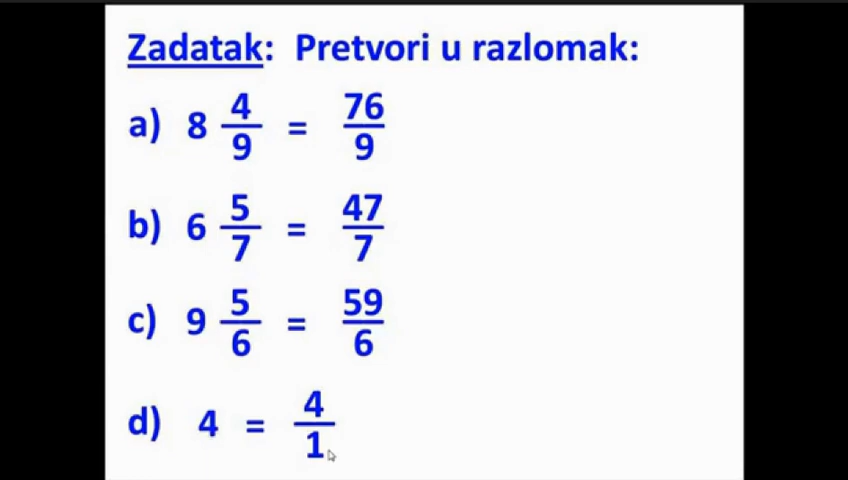 Zadatak: Pretvori u razlomak:
a) 8 4/9 = 76/9
b) 6 5/7 = 47/7
c) 9 5/6 = 59/6
d) 4 = 4/1